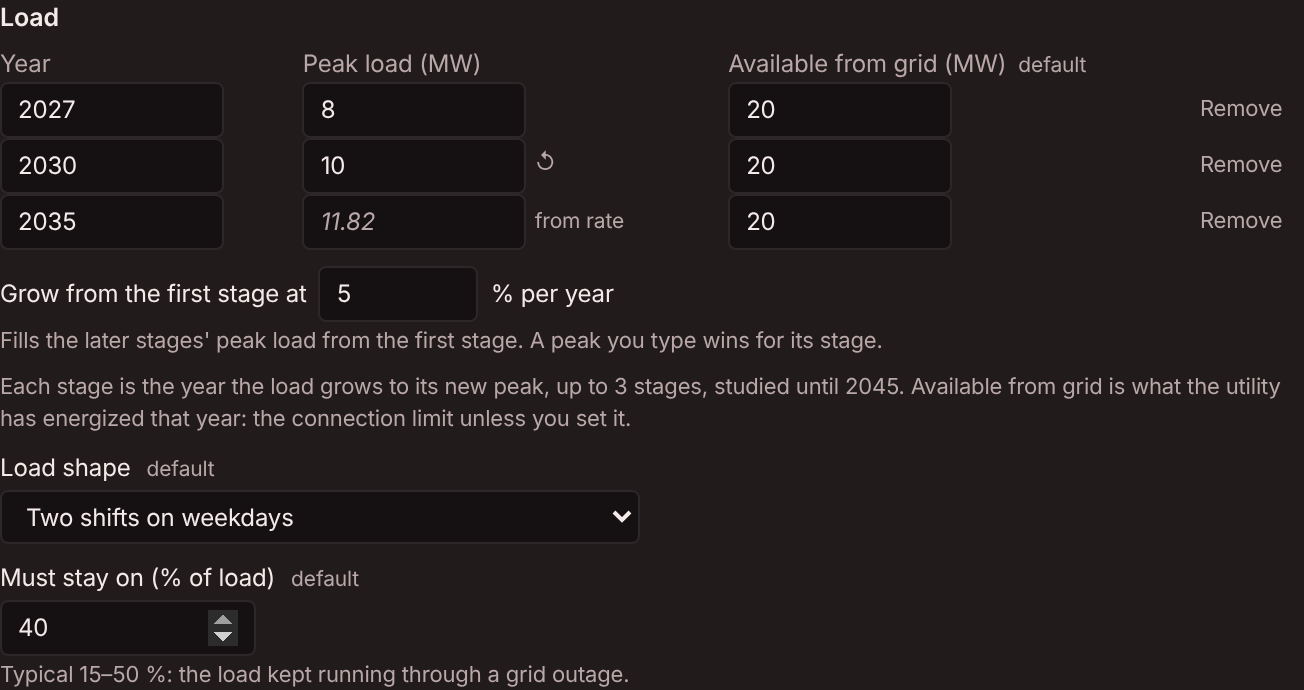 Load
Year Peak load (MW) Available from grid (MW) default
2027 8 20 Remove
2030 10 20 Remove
2035 11.82 from rate 20 Remove
Grow from the first stage at 5 % per year
Fills the later stages' peak load from the first stage. A peak you type wins for its stage.
Each stage is the year the load grows to its new peak, up to 3 stages, studied until 2045. Available from grid is what the utility
has energized that year: the connection limit unless you set it.
Load shape default
Two shifts on weekdays
Must stay on (% of load) default
40
Typical 15–50 %: the load kept running through a grid outage.